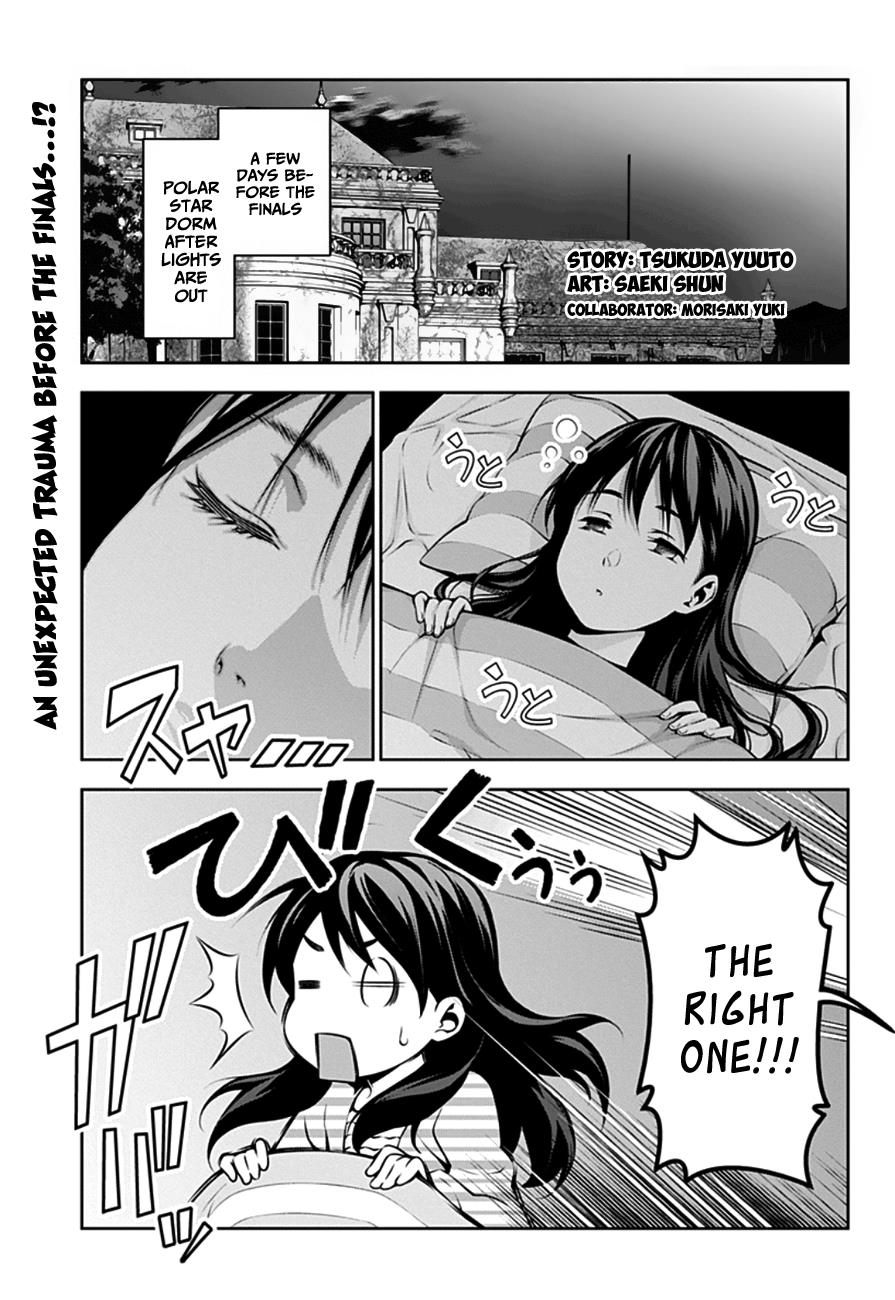 AN UNEXPECTED TRAUMA BEFORE THE FINALS...!?
A FEW
DAYS BE-
FORE THE
FINALS
POLAR
STAR
DORM
AFTER
LIGHTS
ARE
OUT
STORY: TSUKUDA YUUTO
ART: SAEKI SHUN
COLLABORATOR: MORISAKI YUKI
うと
うと
うと
スャ…
THE
RIGHT
ONE!!!
びくぅぅ
ガバッ